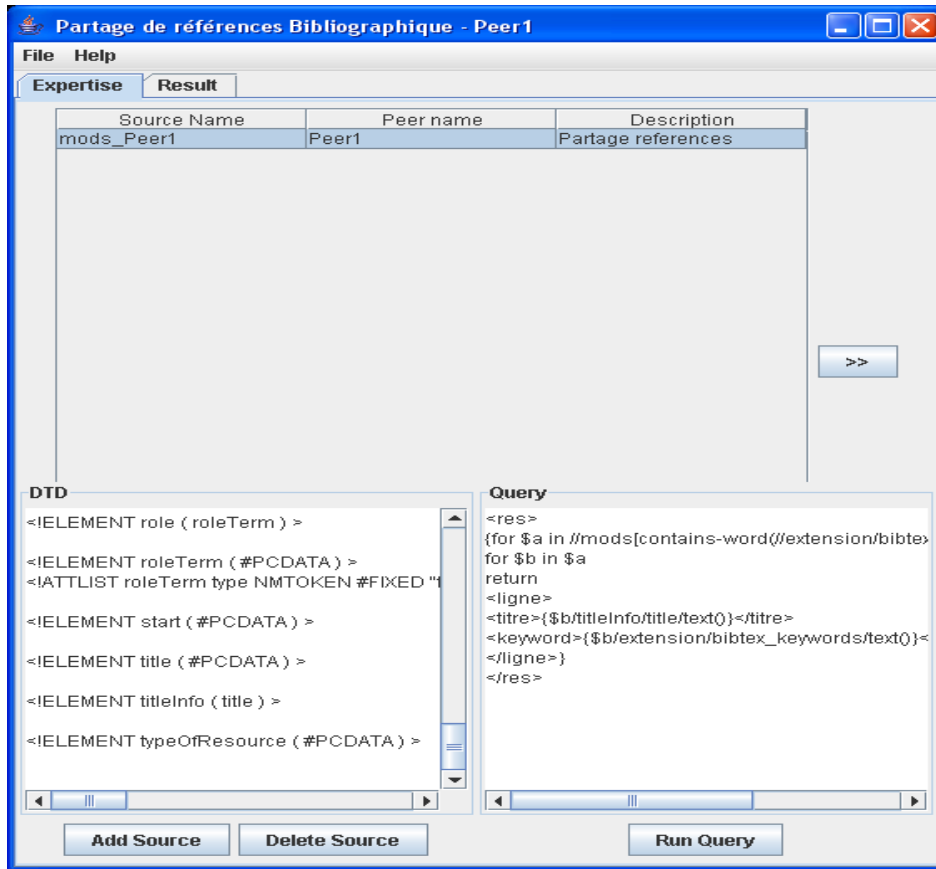 Partage de références Bibliographique - Peer1
File Help
Expertise Result
Source Name Peer name Description
mods_Peer1 Peer1 Partage references
>>
DTD
<!ELEMENT role ( roleTerm ) >
<!ELEMENT roleTerm ( #PCDATA ) >
<!ATTLIST roleTerm type NMTOKEN #FIXED "
<!ELEMENT start ( #PCDATA ) >
<!ELEMENT title ( #PCDATA ) >
<!ELEMENT titleInfo ( title ) >
<!ELEMENT typeOfResource ( #PCDATA ) >
Query
<res>
{for $a in //mods[contains-word(//extension/bibte
for $b in $a
return
<ligne>
<titre>{$b/titleInfo/title/text()}</titre>
<keyword>{$b/extension/bibtex_keywords/text()}<
</ligne>}
</res>
Add Source Delete Source Run Query